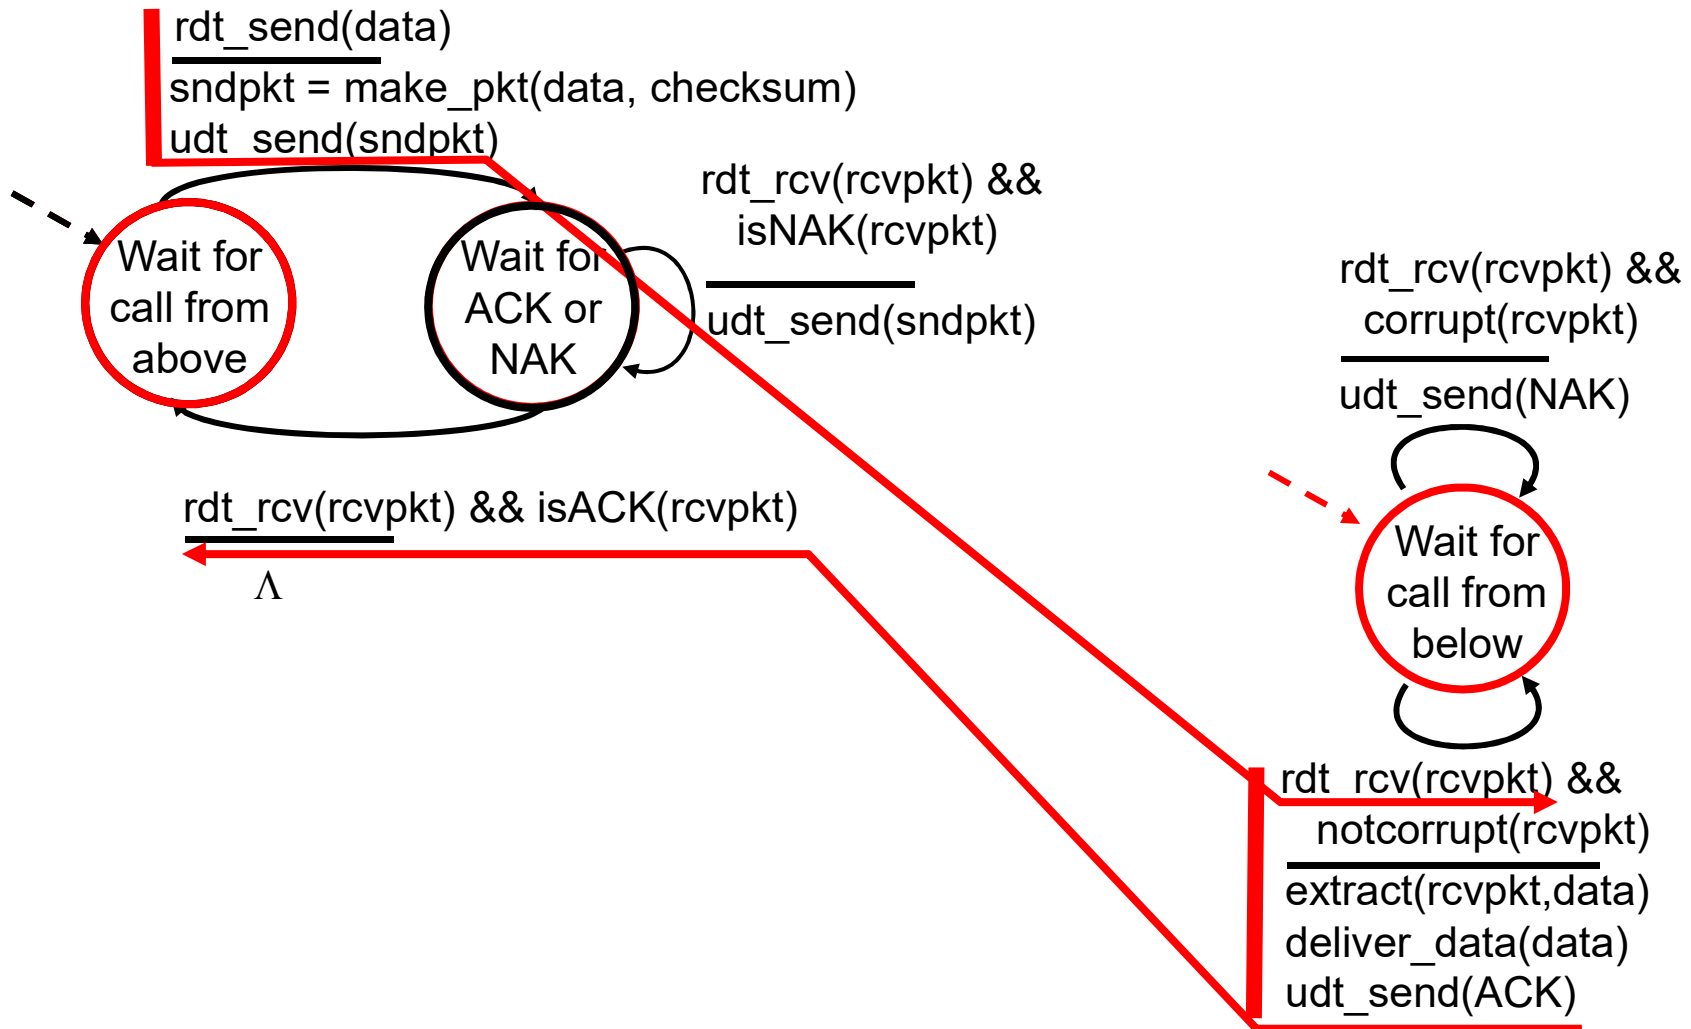 rdt_send(data)
sndpkt = make_pkt(data, checksum)
udt_send(sndpkt)
rdt_rcv(rcvpkt) &&
isNAK(rcvpkt)
udt_send(sndpkt)
Wait for
call from
above
Wait for
ACK or
NAK
rdt_rcv(rcvpkt) && isACK(rcvpkt)
Λ
rdt_rcv(rcvpkt) &&
corrupt(rcvpkt)
udt_send(NAK)
Wait for
call from
below
rdt_rcv(rcvpkt) &&
notcorrupt(rcvpkt)
extract(rcvpkt,data)
deliver_data(data)
udt_send(ACK)